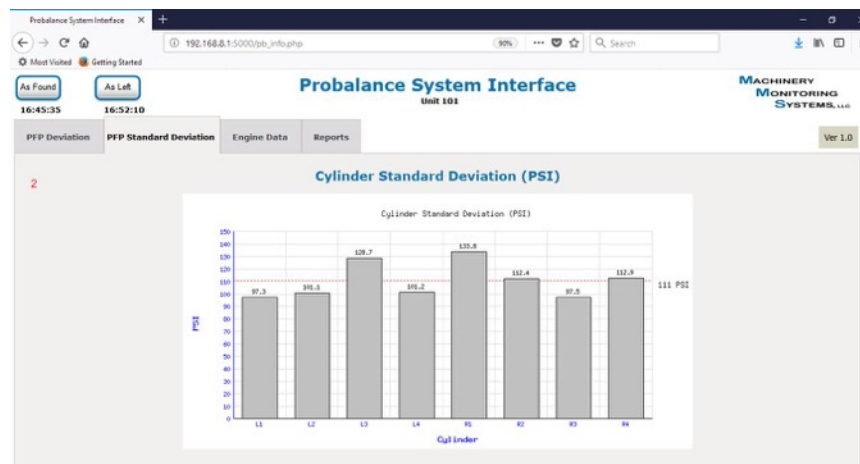 Probalance System Interface
192.168.8.1:5000/pb_info.php
90%
Search
Most Visited
Getting Started
As Found
As Left
16:45:35
16:52:10
Probalance System Interface
Unit 101
MACHINERY
MONITORING
SYSTEMS, LLC
PFP Deviation
PFP Standard Deviation
Engine Data
Reports
Ver 1.0
2
Cylinder Standard Deviation (PSI)
Cylinder Standard Deviation (PSI)
150
140
130
120
110
100
90
80
70
60
50
40
30
20
10
0
PSI
97.3
101.1
128.7
101.2
133.8
112.4
97.5
112.9
111 PSI
L1
L2
L3
L4
R1
R2
R3
R4
Cylinder